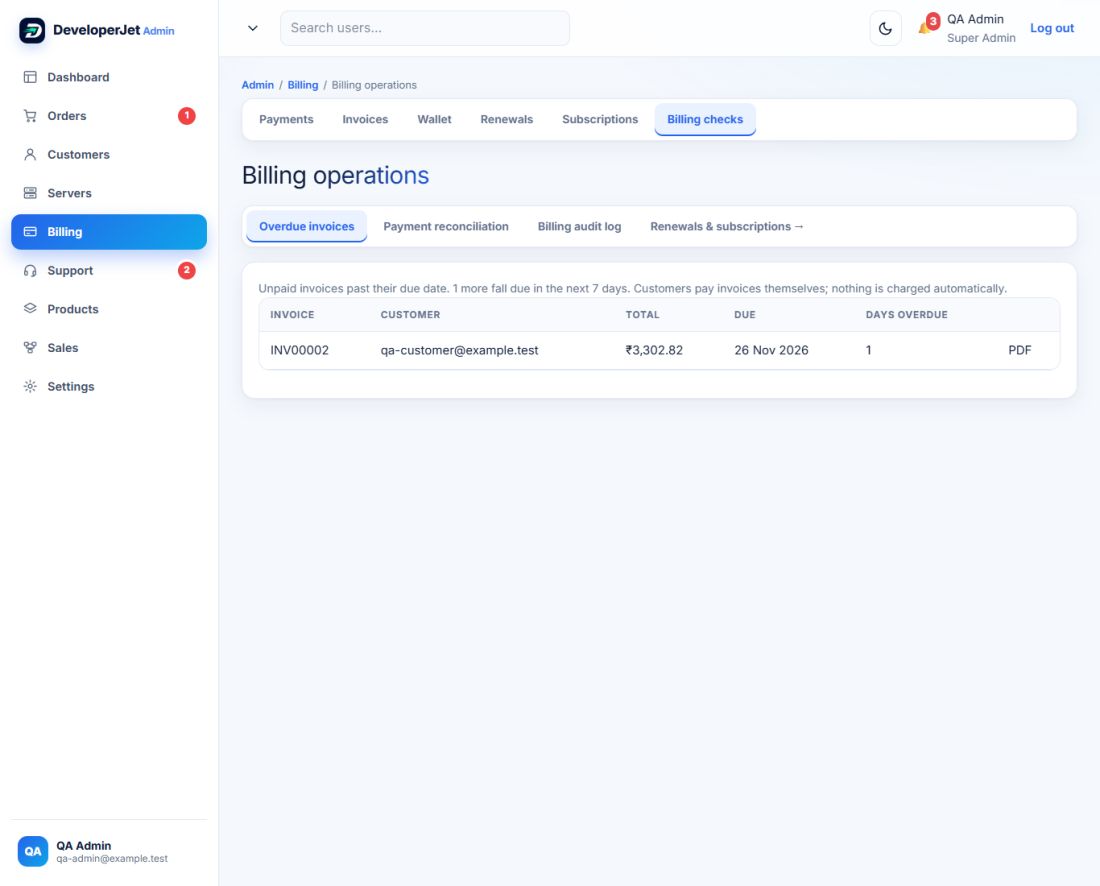 DeveloperJet Admin
Dashboard
Orders 1
Customers
Servers
Billing
Support 2
Products
Sales
Settings
QA
QA Admin
qa-admin@example.test
Search users...
3
QA Admin
Super Admin
Log out
Admin / Billing / Billing operations
Payments Invoices Wallet Renewals Subscriptions Billing checks
Billing operations
Overdue invoices Payment reconciliation Billing audit log Renewals & subscriptions →
Unpaid invoices past their due date. 1 more fall due in the next 7 days. Customers pay invoices themselves; nothing is charged automatically.
INVOICE CUSTOMER TOTAL DUE DAYS OVERDUE
INV00002 qa-customer@example.test ₹3,302.82 26 Nov 2026 1 PDF